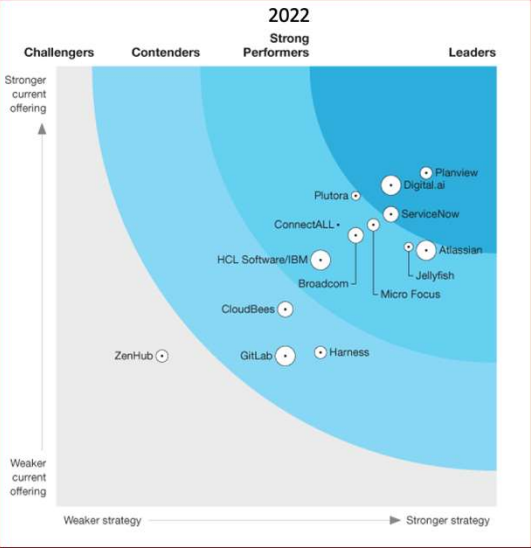 2022
Challengers
Contenders
Strong
Performers
Leaders
Stronger
current
offering
Planview
Digital.ai
Plutora
ServiceNow
ConnectALL
Atlassian
HCL Software/IBM
Jellyfish
Broadcom
Micro Focus
CloudBees
ZenHub
GitLab
Harness
Weaker
current
offering
Weaker strategy
Stronger strategy